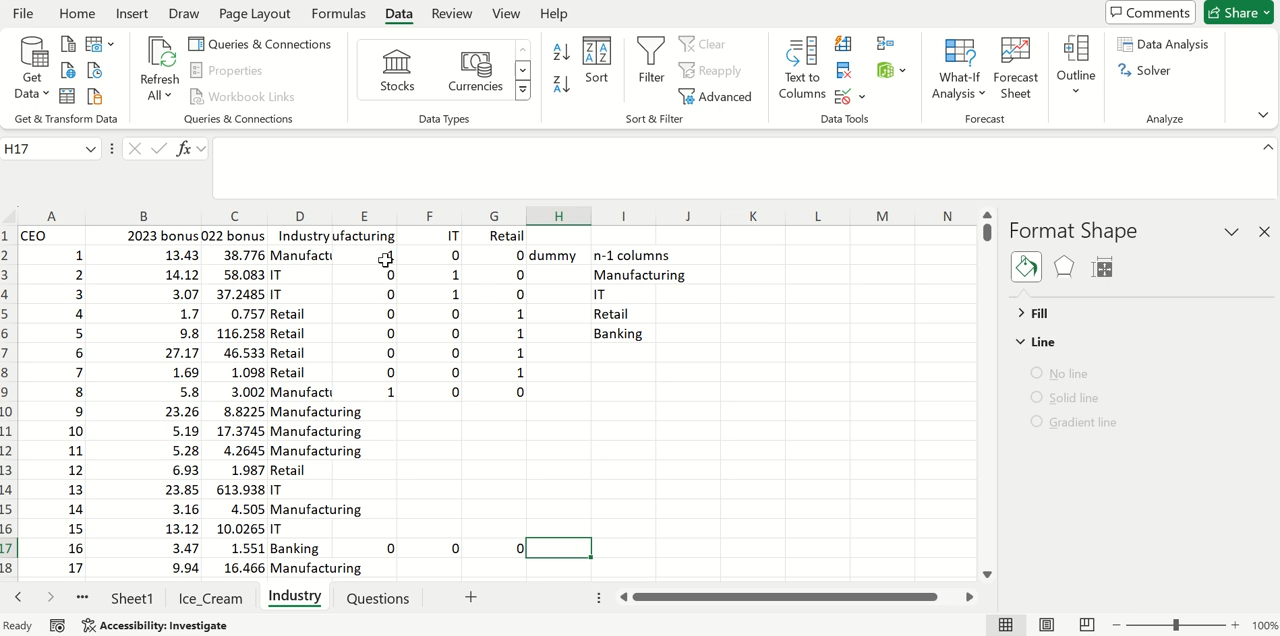 File Home Insert Draw Page Layout Formulas Data Review View Help Comments Share
Get Data Refresh All Queries & Connections Properties Workbook Links Stocks Currencies Sort Filter Clear Reapply Advanced Text to Columns What-If Analysis Forecast Sheet Outline Data Analysis Solver
Get & Transform Data Queries & Connections Data Types Sort & Filter Data Tools Forecast Analyze
H17 fx
A B C D E F G H I J K L M N
1 CEO 2023 bonus 022 bonus Industry ufacturing IT Retail
2 1 13.43 38.776 Manufactu 1 0 0 dummy n-1 columns
3 2 14.12 58.083 IT 0 1 0 Manufacturing
4 3 3.07 37.2485 IT 0 1 0 IT
5 4 1.7 0.757 Retail 0 0 1 Retail
6 5 9.8 116.258 Retail 0 0 1 Banking
7 6 27.17 46.533 Retail 0 0 1
8 7 1.69 1.098 Retail 0 0 1
9 8 5.8 3.002 Manufactu 1 0 0
10 9 23.26 8.8225 Manufacturing
11 10 5.19 17.3745 Manufacturing
12 11 5.28 4.2645 Manufacturing
13 12 6.93 1.987 Retail
14 13 23.85 613.938 IT
15 14 3.16 4.505 Manufacturing
16 15 13.12 10.0265 IT
17 16 3.47 1.551 Banking 0 0 0
18 17 9.94 16.466 Manufacturing
Format Shape
Fill
Line
No line
Solid line
Gradient line
Sheet1 Ice_Cream Industry Questions
Ready Accessibility: Investigate 100%